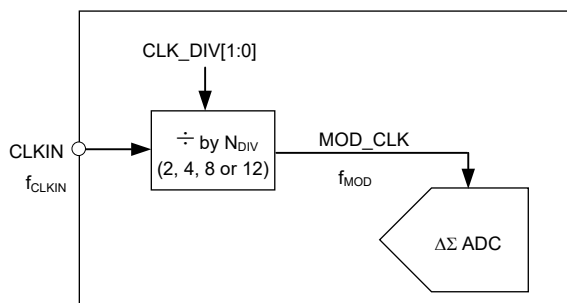 CLK_DIV[1:0]
÷ by NDIV
(2, 4, 8 or 12)
CLKIN
fCLKIN
MOD_CLK
fMOD
ΔΣ ADC